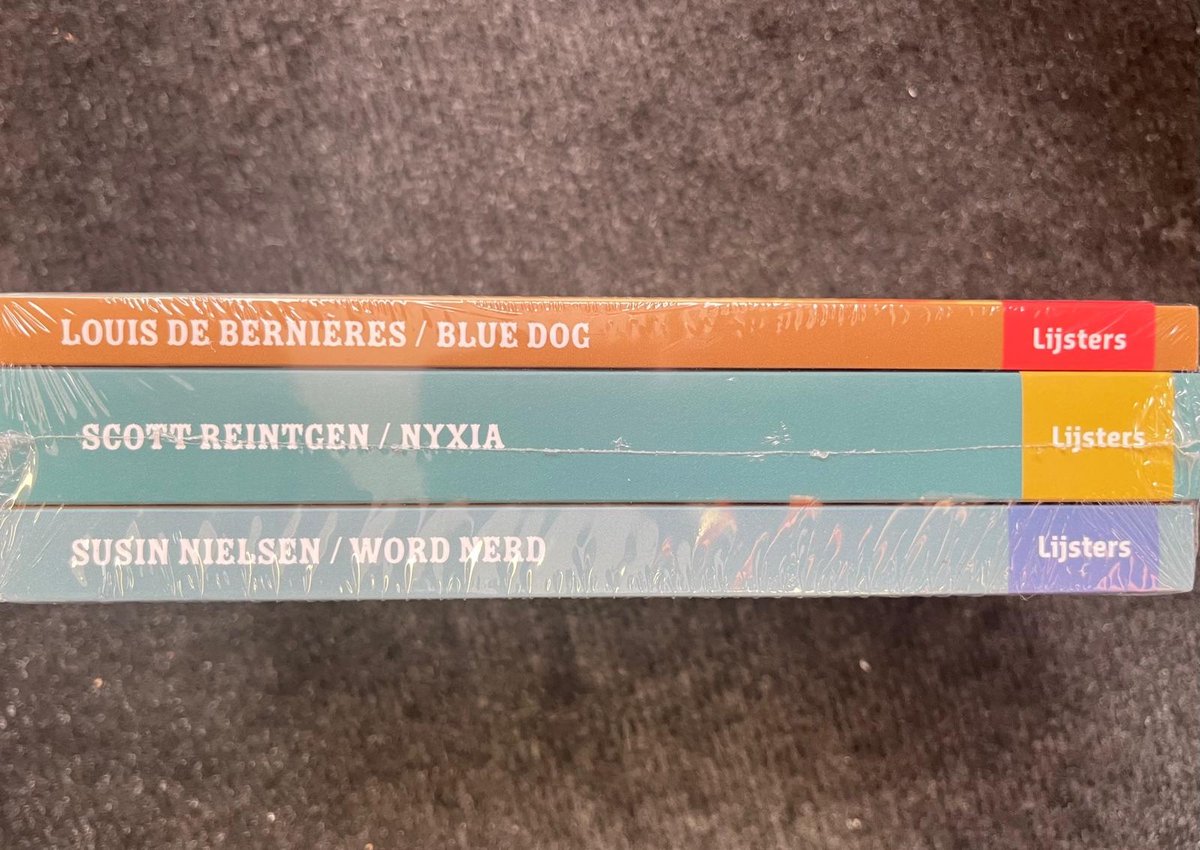 LOUIS DE BERNIERES / BLUE DOG Lijsters
SCOTT REINTGEN / NYXIA Lijsters
SUSIN NIELSEN / WORD NERD Lijsters